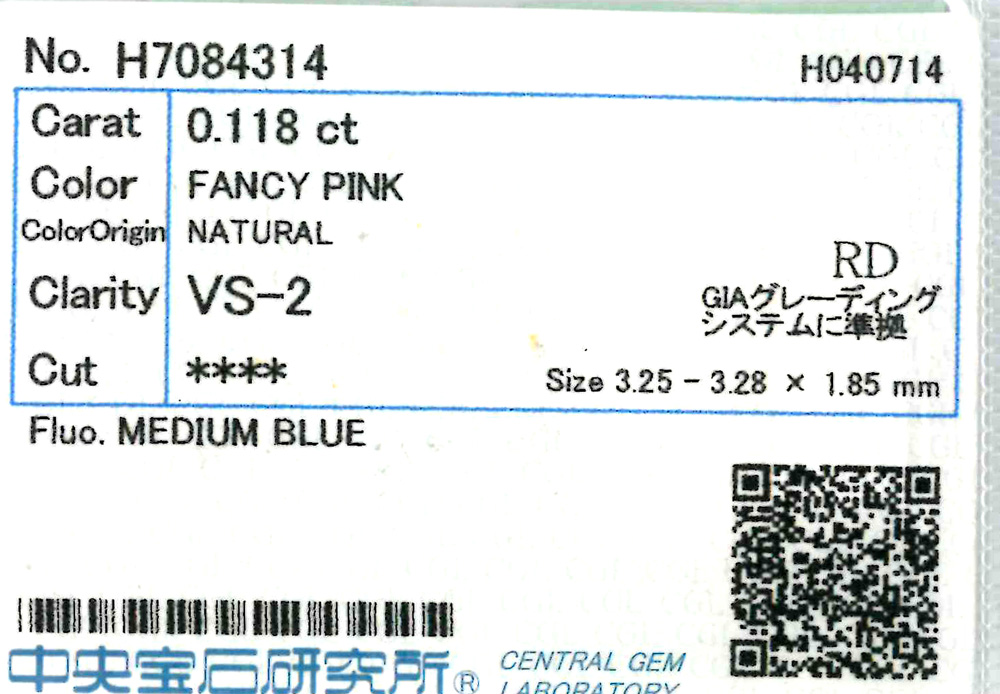 No. H7084314 H040714
Carat 0.118 ct
Color FANCY PINK
ColorOrigin NATURAL
Clarity VS-2
RD
GIAグレーディング
システムに準拠
Cut ****
Size 3.25 - 3.28 × 1.85 mm
Fluo. MEDIUM BLUE
中央宝石研究所® CENTRAL GEM
LABORATORY